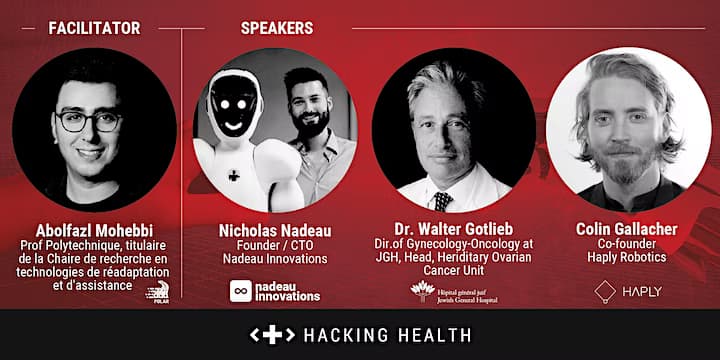 FACILITATOR
SPEAKERS
Abolfazl Mohebbi
Prof Polytechnique, titulaire
de la Chaire de recherche en
technologies de réadaptation
et d'assistance
POLAR
Nicholas Nadeau
Founder / CTO
Nadeau Innovations
nadeau
innovations
Dr. Walter Gotlieb
Dir.of Gynecology-Oncology at
JGH, Head, Heriditary Ovarian
Cancer Unit
Hôpital général juif
Jewish General Hospital
Colin Gallacher
Co-founder
Haply Robotics
HAPLY
HACKING HEALTH